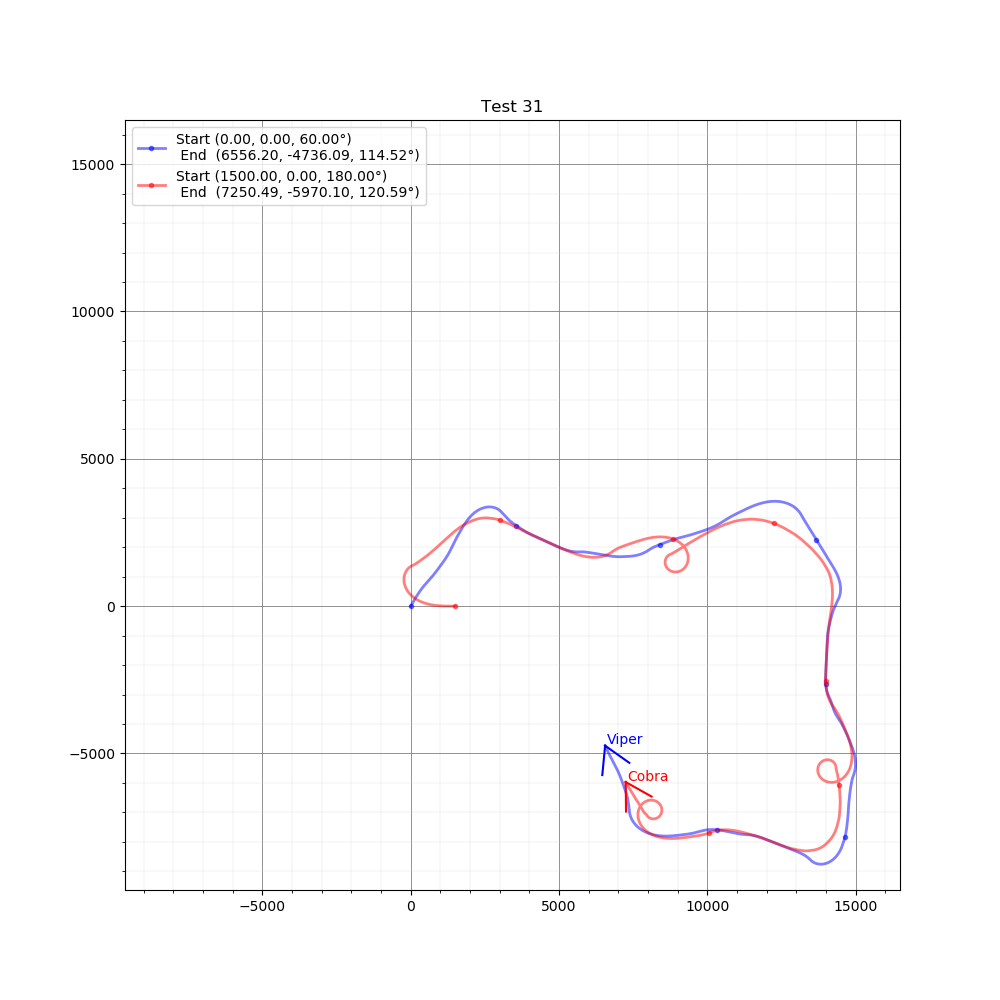 Test 31
Start (0.00, 0.00, 60.00°)
End  (6556.20, -4736.09, 114.52°)
Start (1500.00, 0.00, 180.00°)
End  (7250.49, -5970.10, 120.59°)
15000
10000
5000
0
−5000
Viper
Cobra
−5000
0
5000
10000
15000